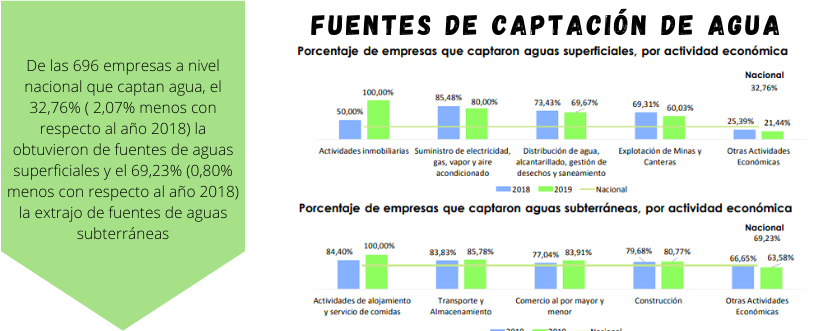 De las 696 empresas a nivel
nacional que captan agua, el
32,76% ( 2,07% menos con
respecto al año 2018) la
obtuvieron de fuentes de aguas
superficiales y el 69,23% (0,80%
menos con respecto al año 2018)
la extrajo de fuentes de aguas
subterráneas
FUENTES DE CAPTACIÓN DE AGUA
Porcentaje de empresas que captaron aguas superficiales, por actividad económica
Nacional
32,76%
50,00% 100,00% 85,48% 80,00% 73,43% 69,67% 69,31% 60,03% 25,39% 21,44%
Actividades inmobiliarias
Suministro de electricidad,
gas, vapor y aire
acondicionado
Distribución de agua,
alcantarillado, gestión de
desechos y saneamiento
Explotación de Minas y
Canteras
Otras Actividades
Económicas
2018 2019 Nacional
Porcentaje de empresas que captaron aguas subterráneas, por actividad económica
Nacional
69,23%
84,40% 100,00% 83,83% 85,78% 77,04% 83,91% 79,68% 80,77% 66,65% 63,58%
Actividades de alojamiento
y servicio de comidas
Transporte y
Almacenamiento
Comercio al por mayor y
menor
Construcción
Otras Actividades
Económicas
2018 2019 Nacional